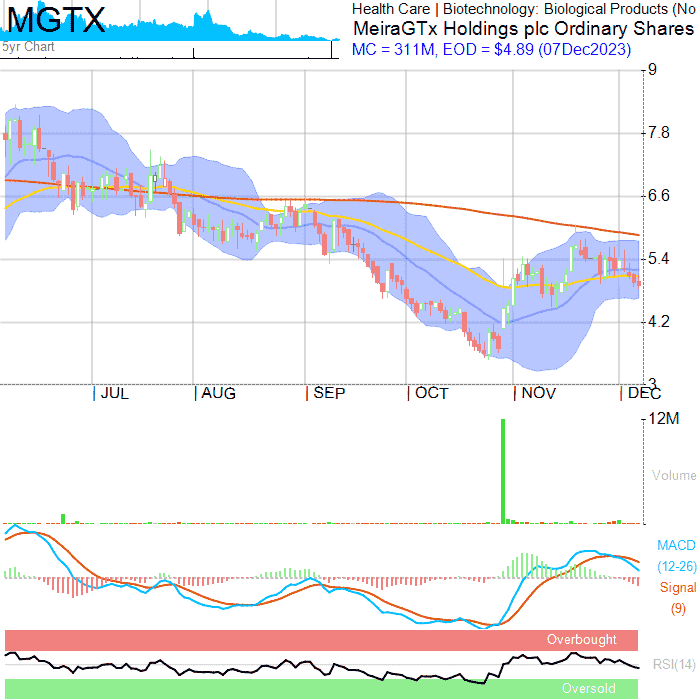 MGTX
5yr Chart
Health Care | Biotechnology: Biological Products (No
MeiraGTx Holdings plc Ordinary Shares
MC = 311M, EOD = $4.89 (07Dec2023)
9
7.8
6.6
5.4
4.2
3
JUL AUG SEP OCT NOV DEC
12M
Volume
MACD
(12-26)
Signal
(9)
Overbought
RSI(14)
Oversold